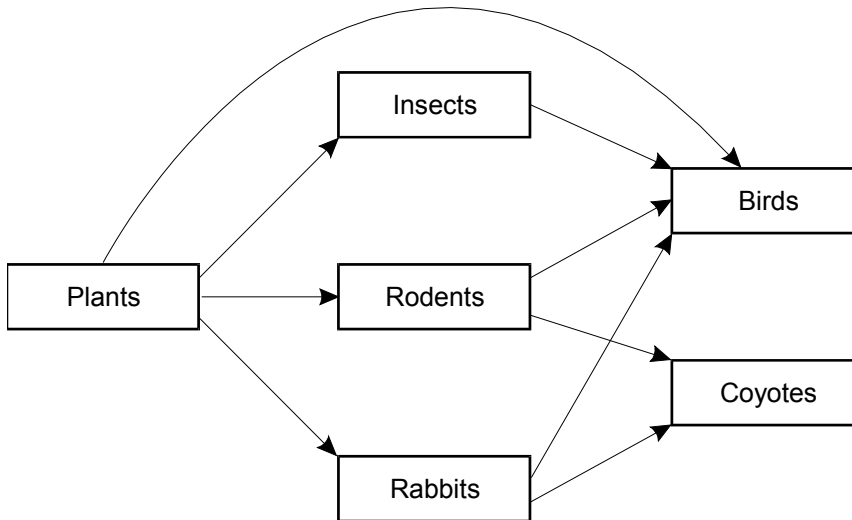 Insects
Birds
Plants
Rodents
Coyotes
Rabbits